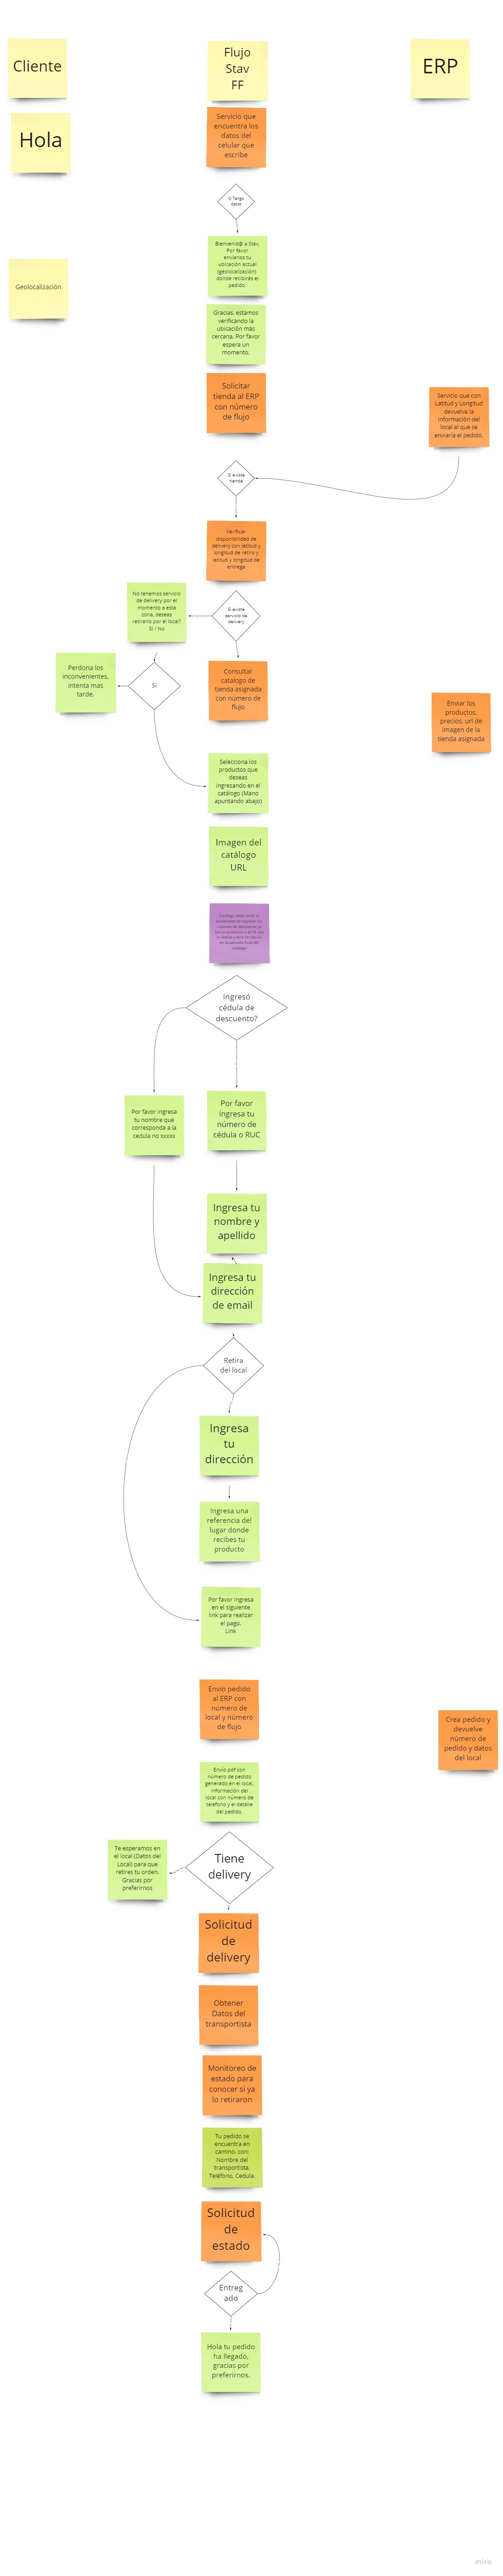 Cliente
Flujo
Stav
FF
ERP
Hola
Servicio que
encuentra los
datos del
celular que
escribe
Si Tengo
datos
Bienvenid@ a Stav,
Por favor
envíanos tu
ubicación actual
(geolocalización)
donde recibirás el
pedido.
Geolocalización
Gracias, estamos
verificando la
ubicación más
cercana. Por favor
espera un
momento.
Solicitar
tienda al ERP
con número
de flujo
Servicio que con
Latitud y Longitud
devuelva la
información del
local al que se
enviaría el pedido.
Si existe
tienda
Verificar
disponibilidad de
delivery con latitud y
longitud de retiro y
latitud y longitud de
entrega
No tenemos servicio
de delivery por el
momento a esta
zona, deseas
retirarlo por el local?
Si / No
Si existe
servicio de
delivery
Perdona los
inconvenientes,
intenta mas
tarde.
Si
Consultar
catalogo de
tienda asignada
con número de
flujo
Enviar los
productos,
precios, url de
imagen de la
tienda asignada
Selecciona los
productos que
deseas
ingresando en el
catálogo (Mano
apuntando abajo)
Imagen del
catálogo
URL
posibilidad de ingresar los
en la pantalla final del
catálogo
Ingresó
cédula de
descuento?
Por favor ingresa
tu nombre que
corresponda a la
cedula no xxxxx
Por favor
ingresa tu
número de
cédula o RUC
Ingresa tu
nombre y
apellido
Ingresa tu
dirección
de email
Retira
del local
Ingresa
tu
dirección
Ingresa una
referencia del
lugar donde
recibes tu
producto
Por favor ingresa
en el siguiente
link para realizar
el pago.
Link
Envío pedido
al ERP con
número de
local y número
de flujo
Crea pedido y
devuelve
número de
pedido y datos
del local
Envío pdf con
número de pedido
generado en el local,
información del
local con número de
telefono y el detalle
del pedido.
Te esperamos en
el local (Datos del
Local) para que
retires tu orden.
Gracias por
preferirnos
Tiene
delivery
Solicitud
de
delivery
Obtener
Datos del
transportista
Monitoreo de
estado para
conocer si ya
lo retiraron
Tu pedido se
encuentra en
camino, con:
Nombre del
transportista,
Teléfono, Cedula.
Solicitud
de
estado
Entreg
ado
Hola tu pedido
ha llegado,
gracias por
preferirnos.
miro